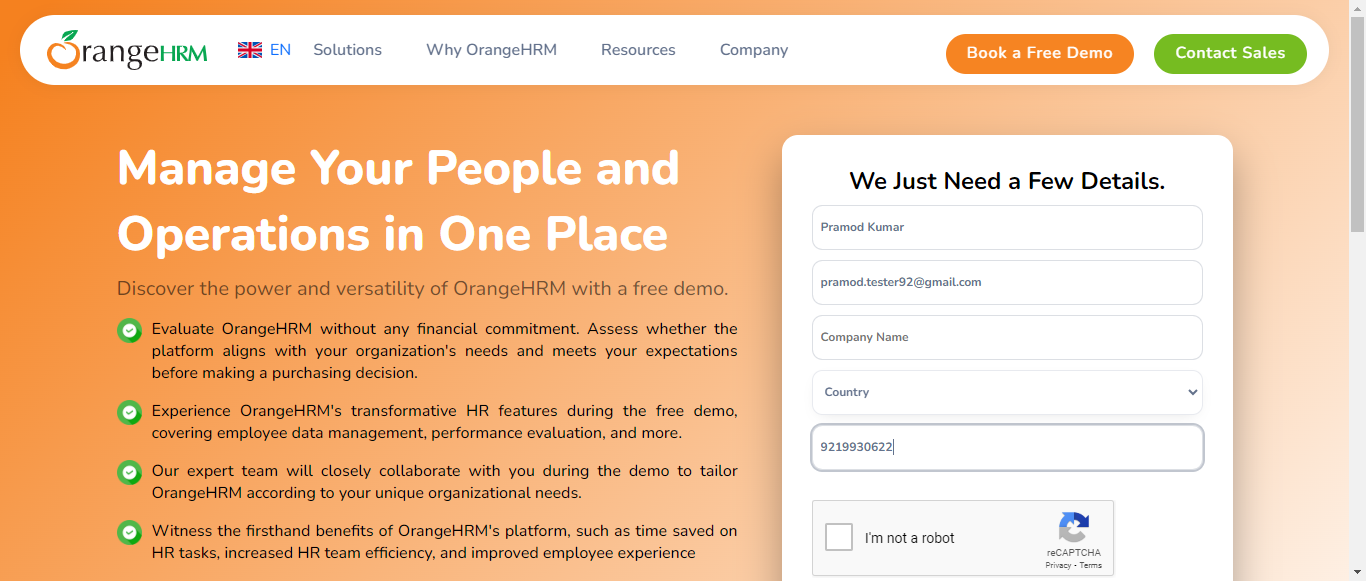 OrangeHRM EN Solutions Why OrangeHRM Resources Company Book a Free Demo Contact Sales
Manage Your People and
Operations in One Place
Discover the power and versatility of OrangeHRM with a free demo.
Evaluate OrangeHRM without any financial commitment. Assess whether the
platform aligns with your organization's needs and meets your expectations
before making a purchasing decision.
Experience OrangeHRM's transformative HR features during the free demo,
covering employee data management, performance evaluation, and more.
Our expert team will closely collaborate with you during the demo to tailor
OrangeHRM according to your unique organizational needs.
Witness the firsthand benefits of OrangeHRM's platform, such as time saved on
HR tasks, increased HR team efficiency, and improved employee experience
We Just Need a Few Details.
Pramod Kumar
pramod.tester92@gmail.com
Company Name
Country
9219930622
I'm not a robot
reCAPTCHA
Privacy - Terms